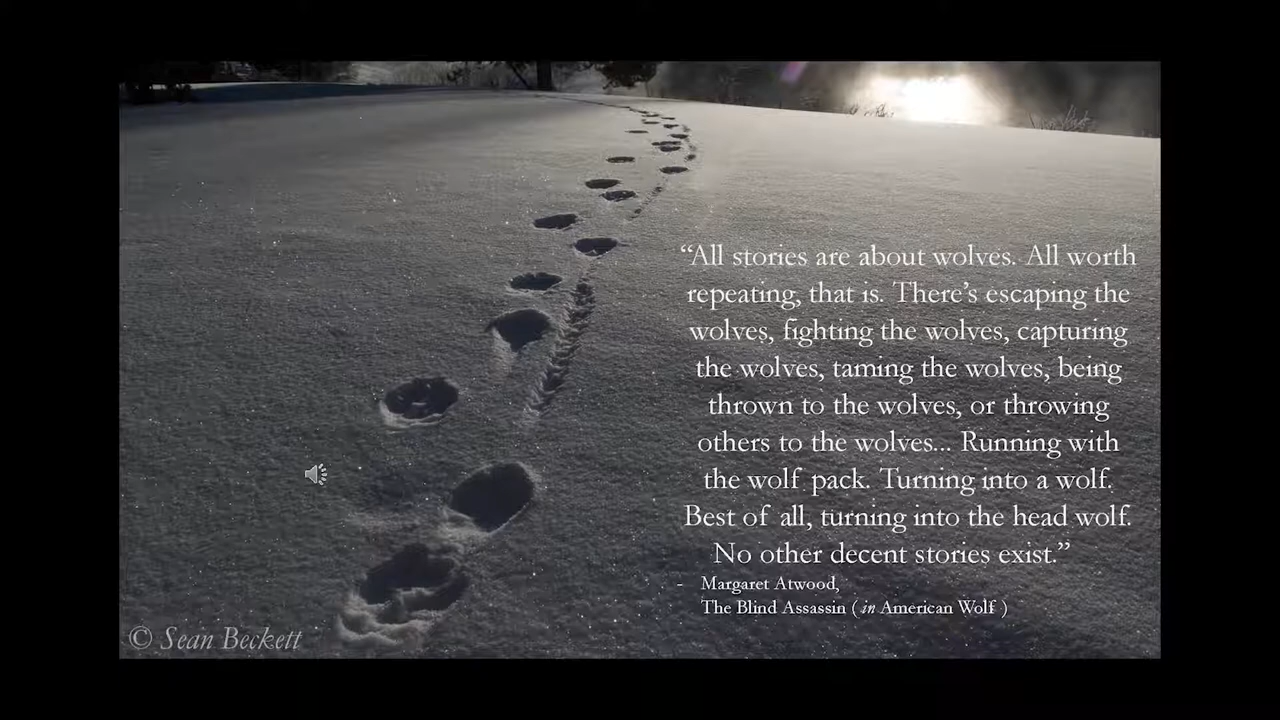 “All stories are about wolves. All worth
repeating, that is. There’s escaping the
wolves, fighting the wolves, capturing
the wolves, taming the wolves, being
thrown to the wolves, or throwing
others to the wolves... Running with
the wolf pack. Turning into a wolf.
Best of all, turning into the head wolf.
No other decent stories exist.”
- Margaret Atwood,
The Blind Assassin ( in American Wolf )
© Sean Beckett